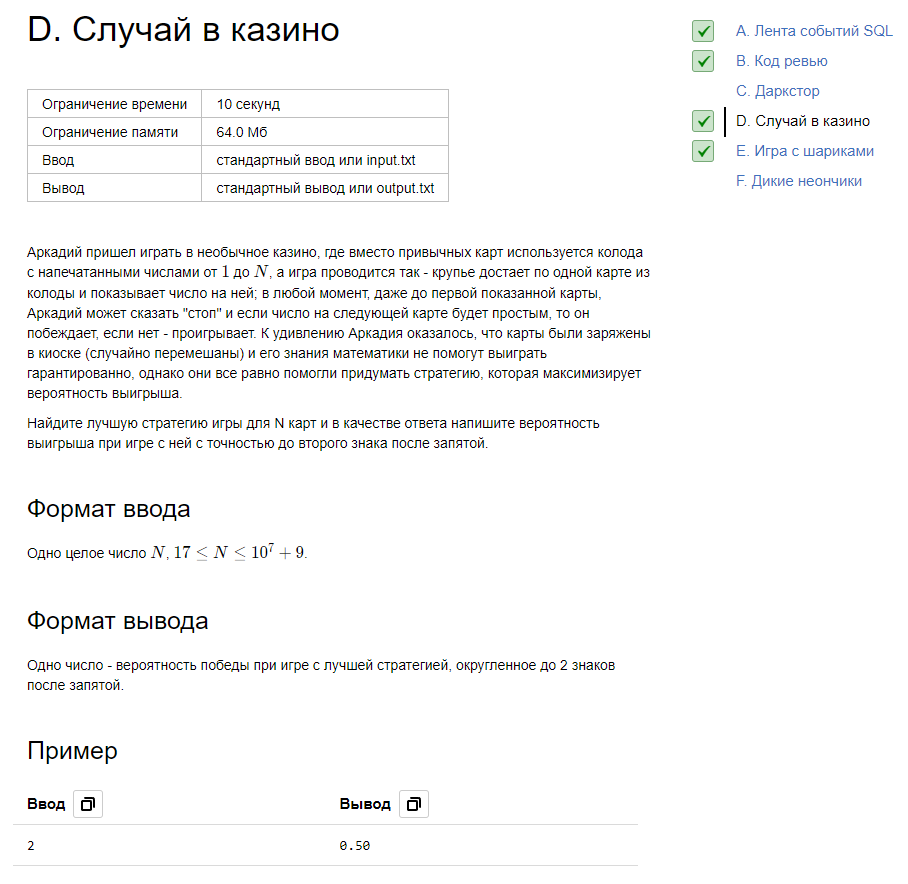 D. Случай в казино
Ограничение времени 10 секунд
Ограничение памяти 64.0 Мб
Ввод стандартный ввод или input.txt
Вывод стандартный вывод или output.txt
Аркадий пришел играть в необычное казино, где вместо привычных карт используется колода
с напечатанными числами от 1 до N, а игра проводится так - крупье достает по одной карте из
колоды и показывает число на ней; в любой момент, даже до первой показанной карты,
Аркадий может сказать "стоп" и если число на следующей карте будет простым, то он
побеждает, если нет - проигрывает. К удивлению Аркадия оказалось, что карты были заряжены
в киоске (случайно перемешаны) и его знания математики не помогут выиграть
гарантированно, однако они все равно помогли придумать стратегию, которая максимизирует
вероятность выигрыша.
Найдите лучшую стратегию игры для N карт и в качестве ответа напишите вероятность
выигрыша при игре с ней с точностью до второго знака после запятой.
Формат ввода
Одно целое число N, 17 ≤ N ≤ 10⁷ + 9.
Формат вывода
Одно число - вероятность победы при игре с лучшей стратегией, округленное до 2 знаков
после запятой.
Пример
Ввод Вывод
2 0.50
A. Лента событий SQL
B. Код ревью
C. Даркстор
D. Случай в казино
E. Игра с шариками
F. Дикие неончики